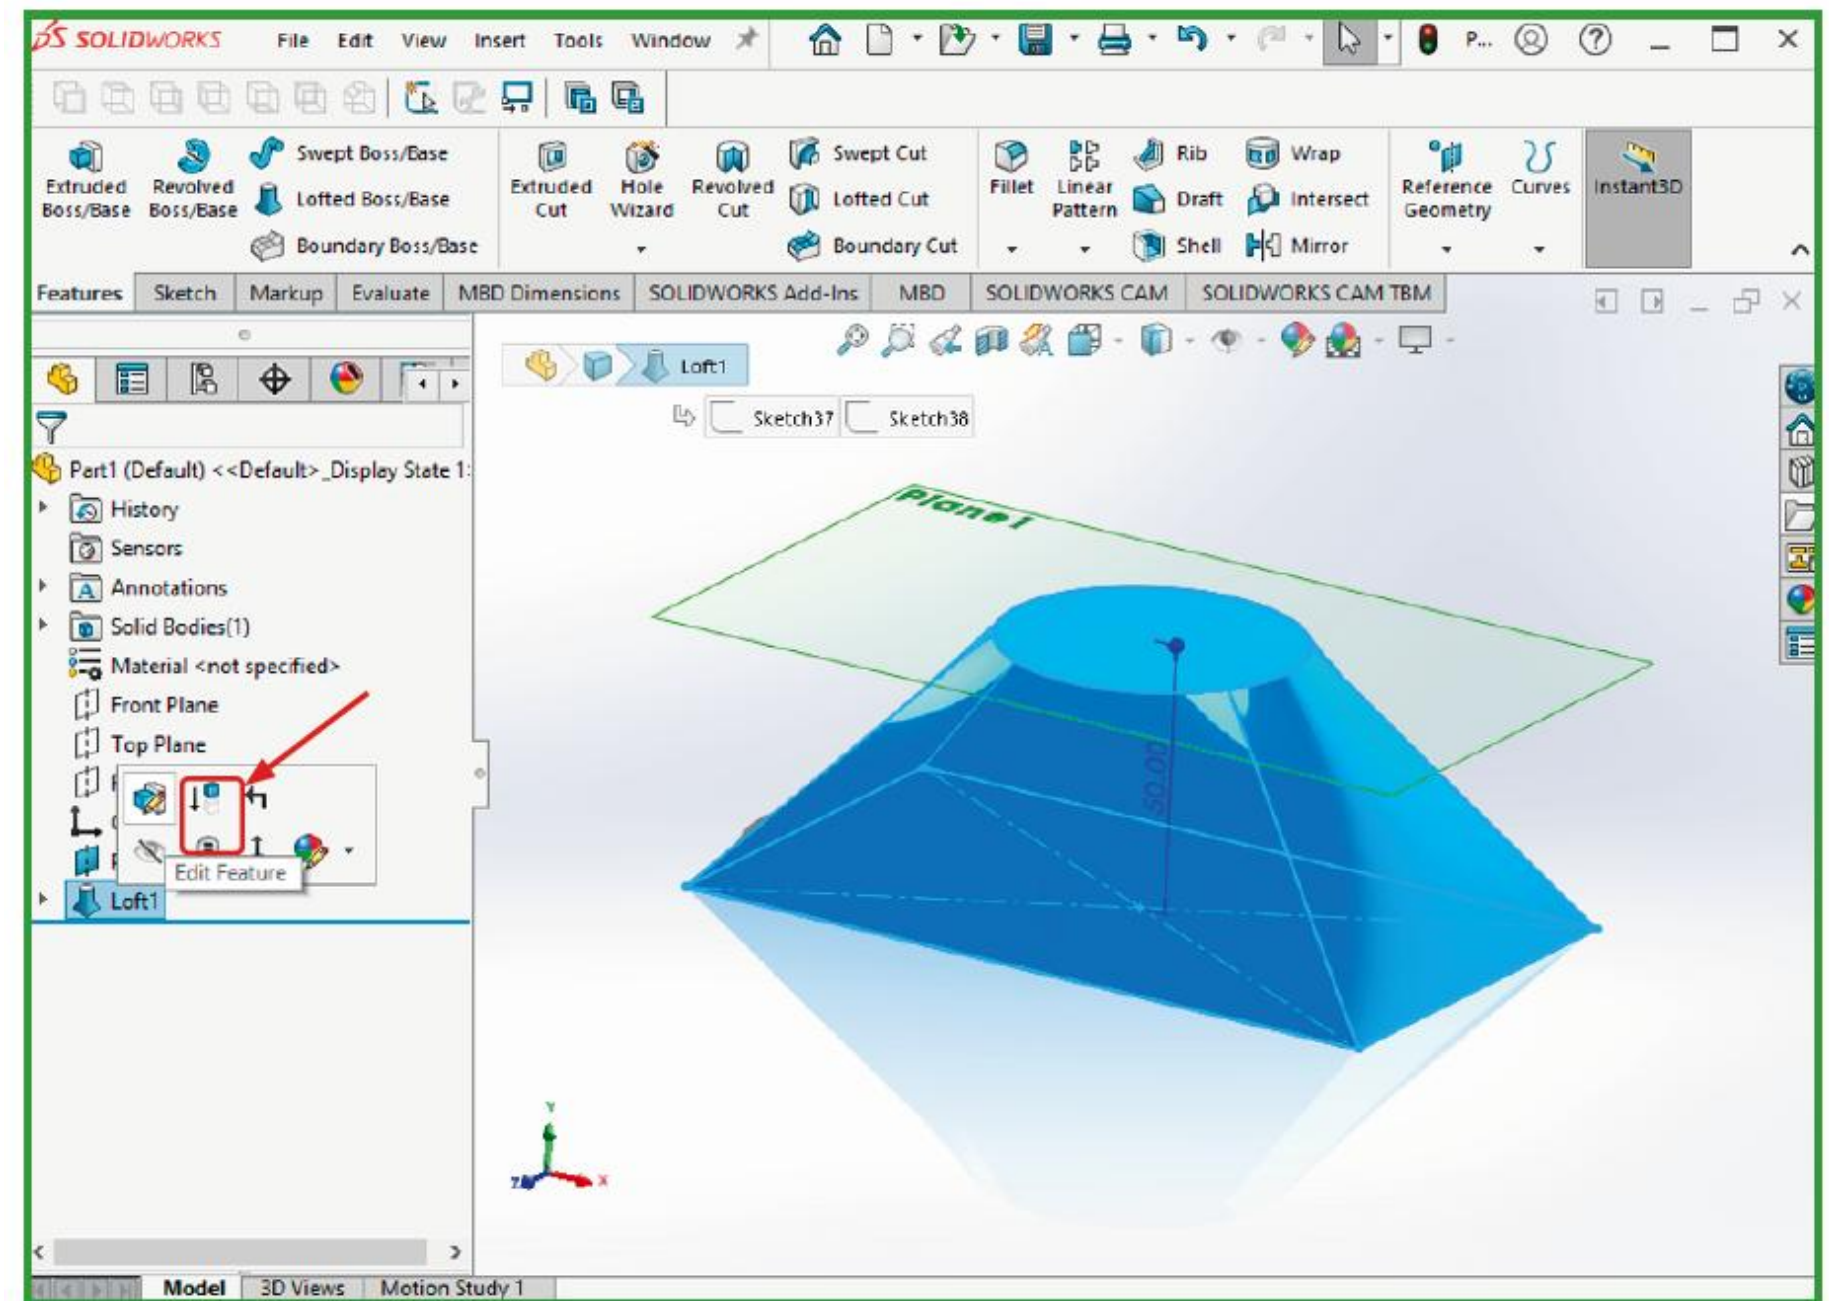 SOLIDWORKS File Edit View Insert Tools Window P...
Extruded Boss/Base
Revolved Boss/Base
Swept Boss/Base
Lofted Boss/Base
Boundary Boss/Base
Extruded Cut
Hole Wizard
Revolved Cut
Swept Cut
Lofted Cut
Boundary Cut
Fillet
Linear Pattern
Rib
Draft
Shell
Wrap
Intersect
Mirror
Reference Geometry
Curves
Instant3D
Features Sketch Markup Evaluate MBD Dimensions SOLIDWORKS Add-Ins MBD SOLIDWORKS CAM SOLIDWORKS CAM TBM
Loft1
Sketch37 Sketch38
Part1 (Default) <<Default>_Display State 1:
History
Sensors
A Annotations
Solid Bodies(1)
Material <not specified>
Front Plane
Top Plane
Edit Feature
Loft1
Plane1
50.00
Y
Z X
Model 3D Views Motion Study 1